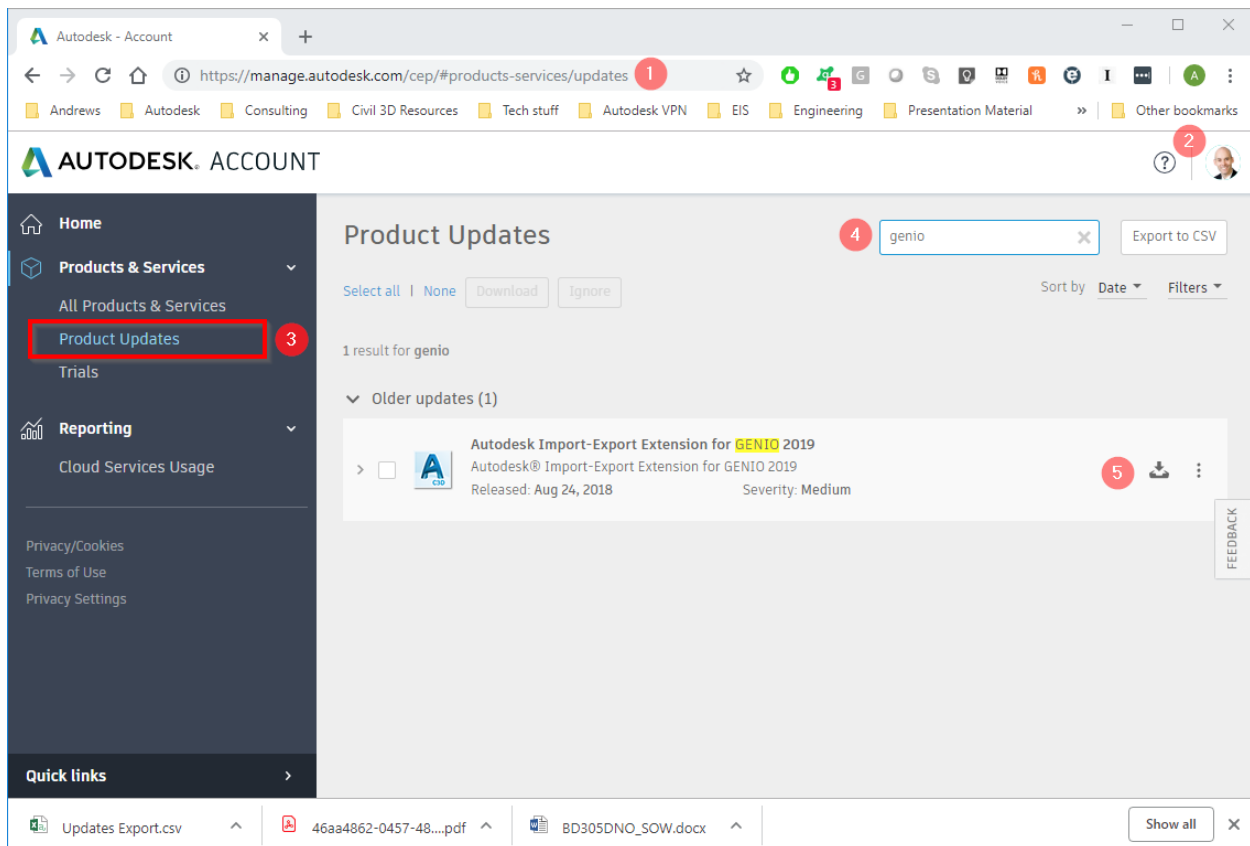 Autodesk - Account
https://manage.autodesk.com/cep/#products-services/updates 1
3
Andrews Autodesk Consulting Civil 3D Resources Tech stuff Autodesk VPN EIS Engineering Presentation Material » Other bookmarks
AUTODESK. ACCOUNT
2
Home
Products & Services
All Products & Services
Product Updates 3
Trials
Reporting
Cloud Services Usage
Privacy/Cookies
Terms of Use
Privacy Settings
Quick links
Product Updates
4 genio Export to CSV
Select all | None Download Ignore
Sort by Date Filters
1 result for genio
Older updates (1)
Autodesk Import-Export Extension for GENIO 2019
Autodesk® Import-Export Extension for GENIO 2019
Released: Aug 24, 2018 Severity: Medium
C3D
5
FEEDBACK
Updates Export.csv 46aa4862-0457-48....pdf BD305DNO_SOW.docx Show all